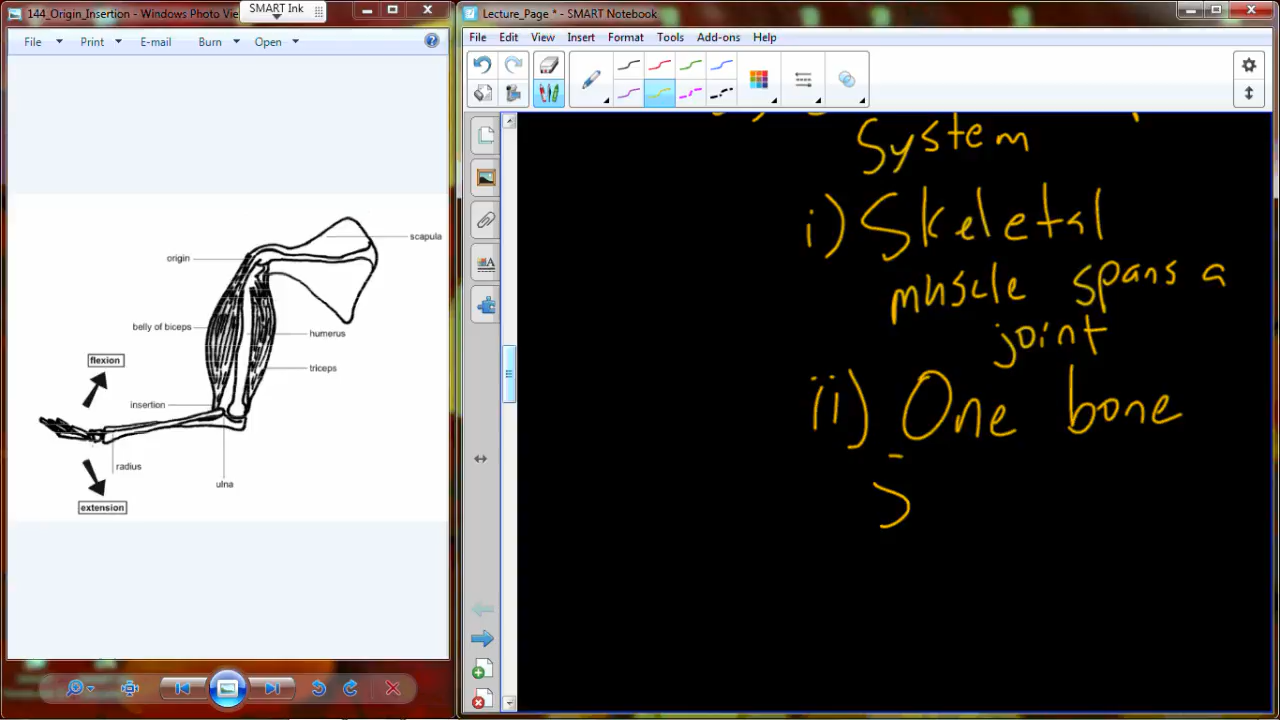 144_Origin_Insertion - Windows Photo Vie
SMART Ink
File Print E-mail Burn Open
scapula
origin
belly of biceps
humerus
flexion
triceps
insertion
radius
ulna
extension
Lecture_Page * - SMART Notebook
File Edit View Insert Format Tools Add-ons Help
System
i) Skeletal
muscle spans a
joint
ii) One bone